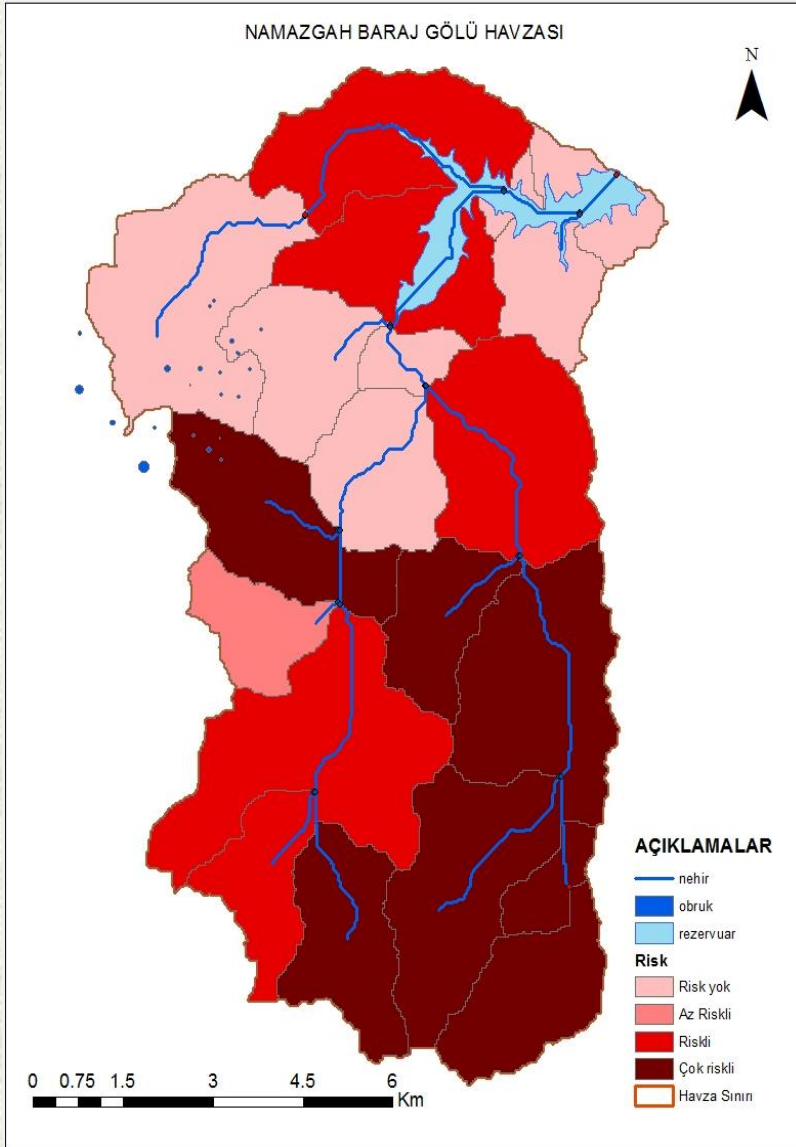 NAMAZGAH BARAJ GÖLÜ HAVZASI
N
AÇIKLAMALAR
nehir
obruk
rezervuar
Risk
Risk yok
Az Riskli
Riskli
Çok riskli
Havza Sınırı
0 0.75 1.5 3 4.5 6
Km